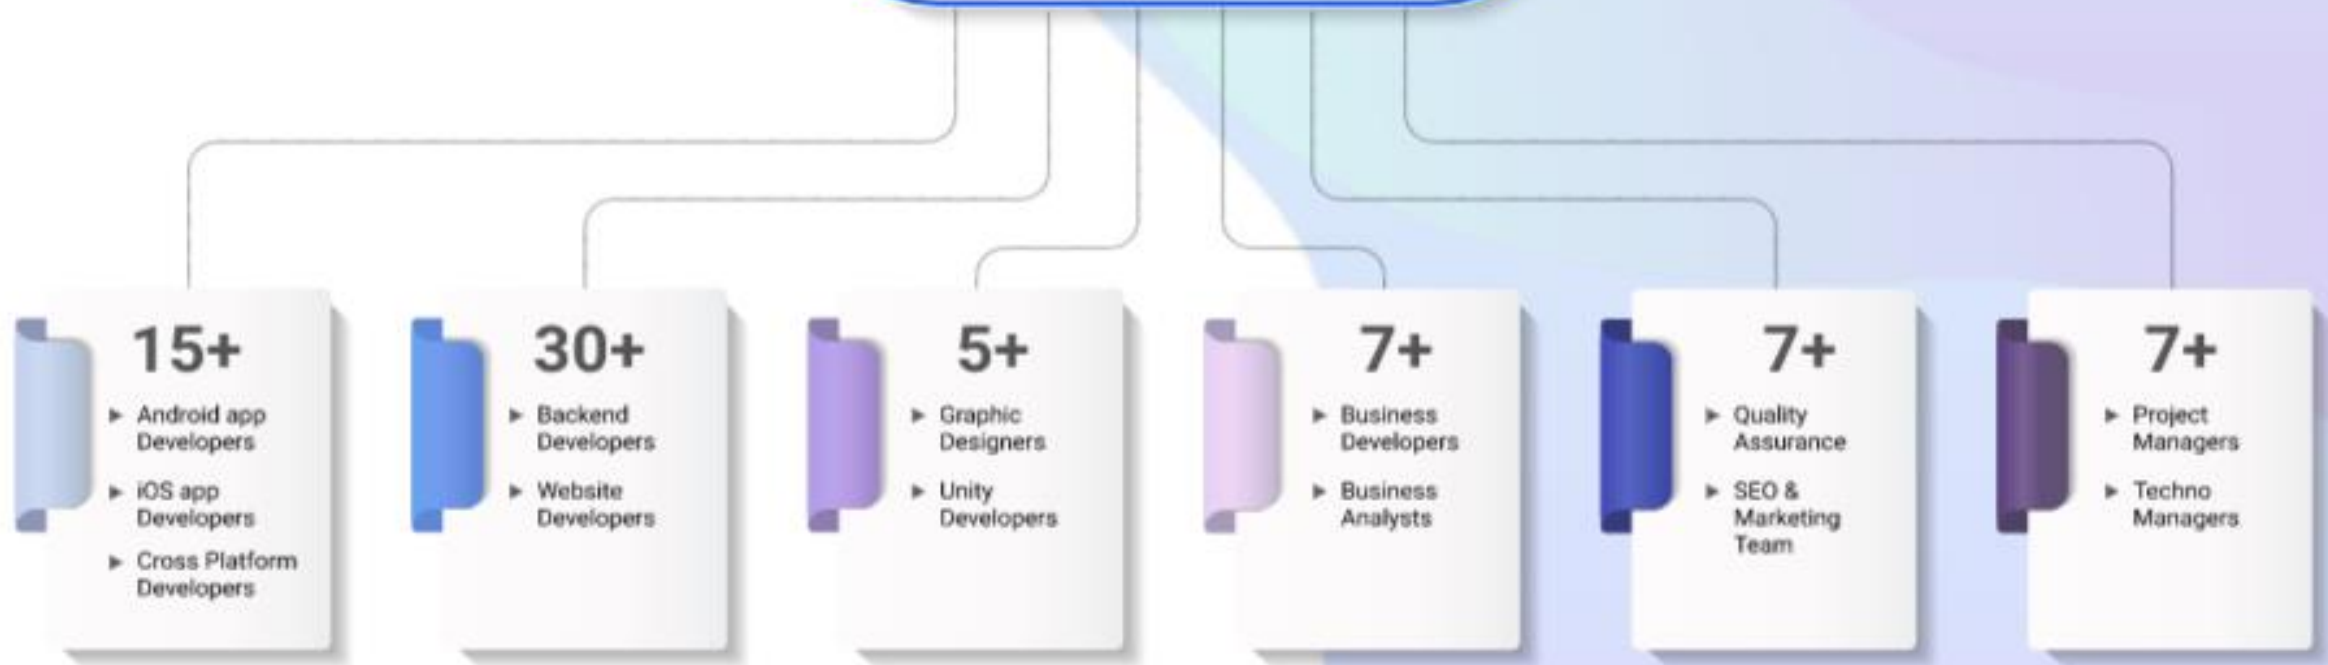 15+
Android app
Developers
iOS app
Developers
Cross Platform
Developers
30+
Backend
Developers
Website
Developers
5+
Graphic
Designers
Unity
Developers
7+
Business
Developers
Business
Analysts
7+
Quality
Assurance
SEO &
Marketing
Team
7+
Project
Managers
Techno
Managers